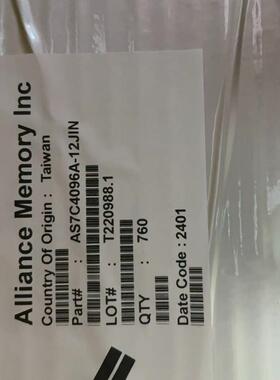 Alliance Memory Inc
Country Of Origin : Taiwan
Part# : AS7C4096A-12JIN
LOT# : T220988.1
QTY : 760
Date Code : 2401